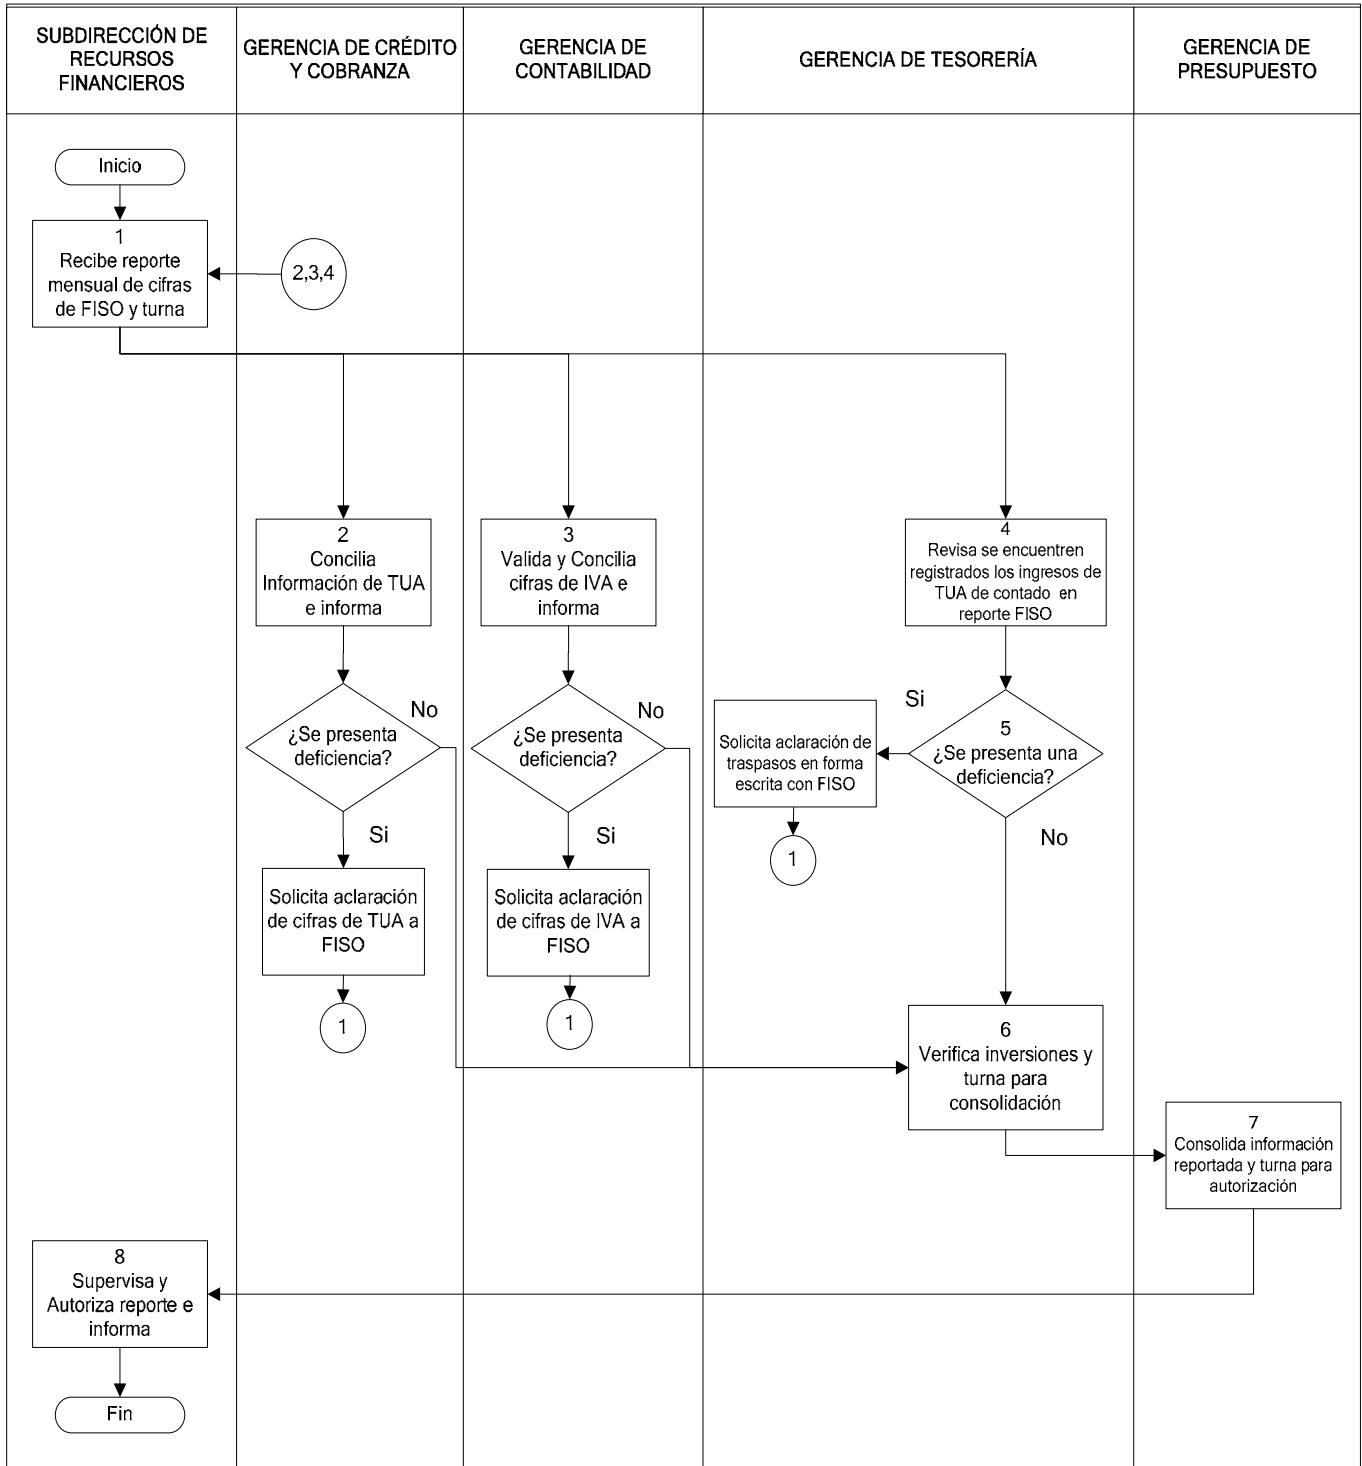 SUBDIRECCIÓN DE
RECURSOS
FINANCIEROS
GERENCIA DE CRÉDITO
Y COBRANZA
GERENCIA DE
CONTABILIDAD
GERENCIA DE TESORERÍA
GERENCIA DE
PRESUPUESTO
Inicio
1
Recibe reporte
mensual de cifras
de FISO y turna
2,3,4
2
Concilia
Información de TUA
e informa
3
Valida y Concilia
cifras de IVA e
informa
4
Revisa se encuentren
registrados los ingresos de
TUA de contado en
reporte FISO
¿Se presenta
deficiencia?
No
Si
¿Se presenta
deficiencia?
No
Si
5
¿Se presenta una
deficiencia?
Si
No
Solicita aclaración de
traspasos en forma
escrita con FISO
1
Solicita aclaración
de cifras de TUA a
FISO
1
Solicita aclaración
de cifras de IVA a
FISO
1
6
Verifica inversiones y
turna para
consolidación
7
Consolida información
reportada y turna para
autorización
8
Supervisa y
Autoriza reporte e
informa
Fin